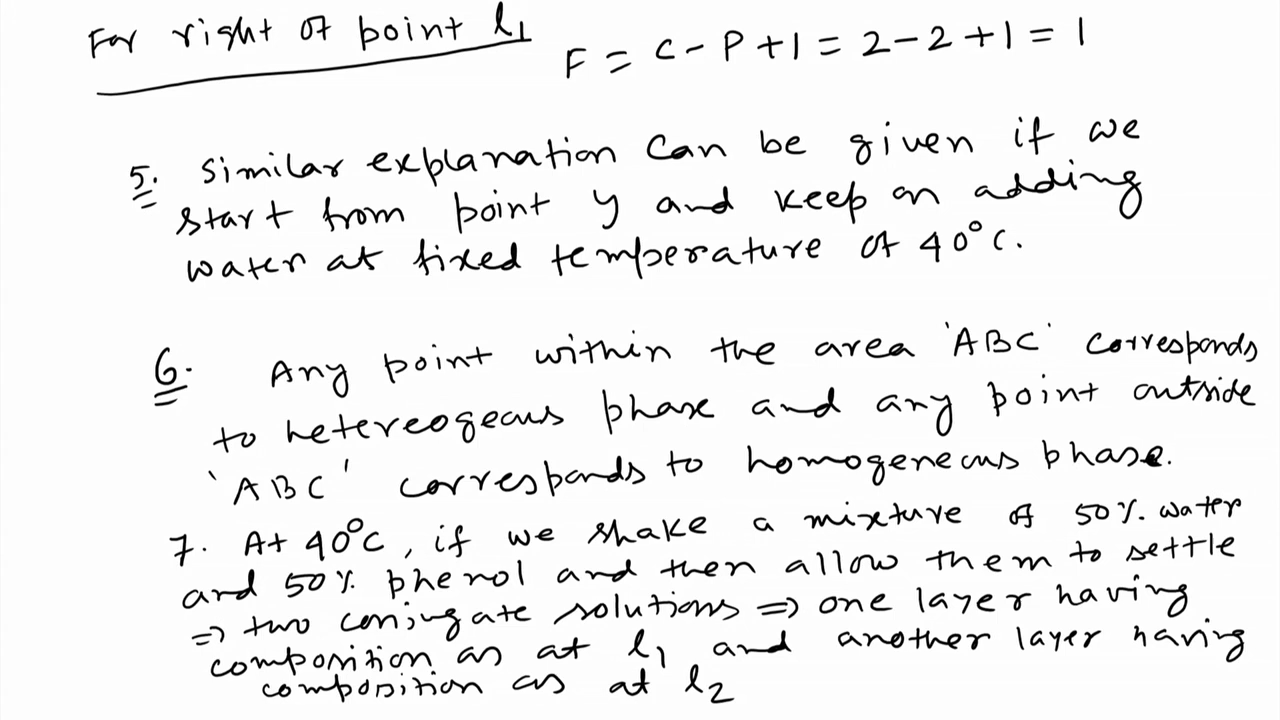 For right of point l1 F = C - P + 1 = 2 - 2 + 1 = 1
5. Similar explanation can be given if we
start from point y and keep on adding
water at fixed temperature of 40°C.
6. Any point within the area 'ABC' corresponds
to hetereogeous phase and any point outside
'ABC' corresponds to homogeneous phase.
7. At 40°C, if we shake a mixture of 50% water
and 50% phenol and then allow them to settle
⇒ two conjugate solutions ⇒ one layer having
composition as at l1 and another layer having
composition as at l2